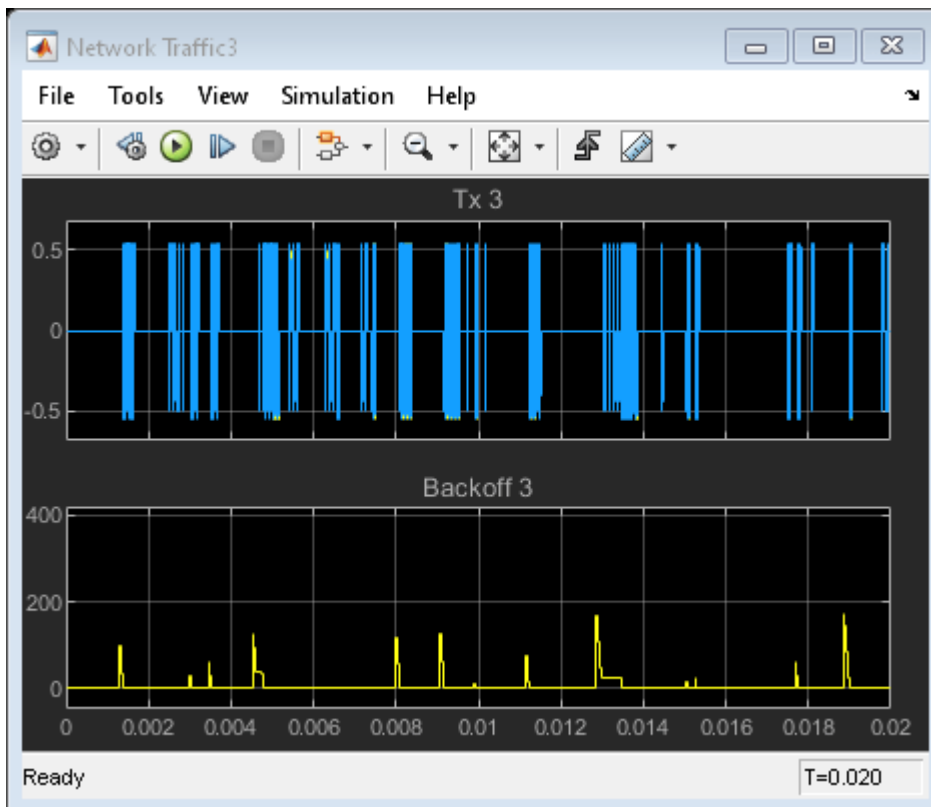 Network Traffic3
File Tools View Simulation Help
Tx 3
0.5
0
-0.5
Backoff 3
400
200
0
0 0.002 0.004 0.006 0.008 0.01 0.012 0.014 0.016 0.018 0.02
Ready T=0.020